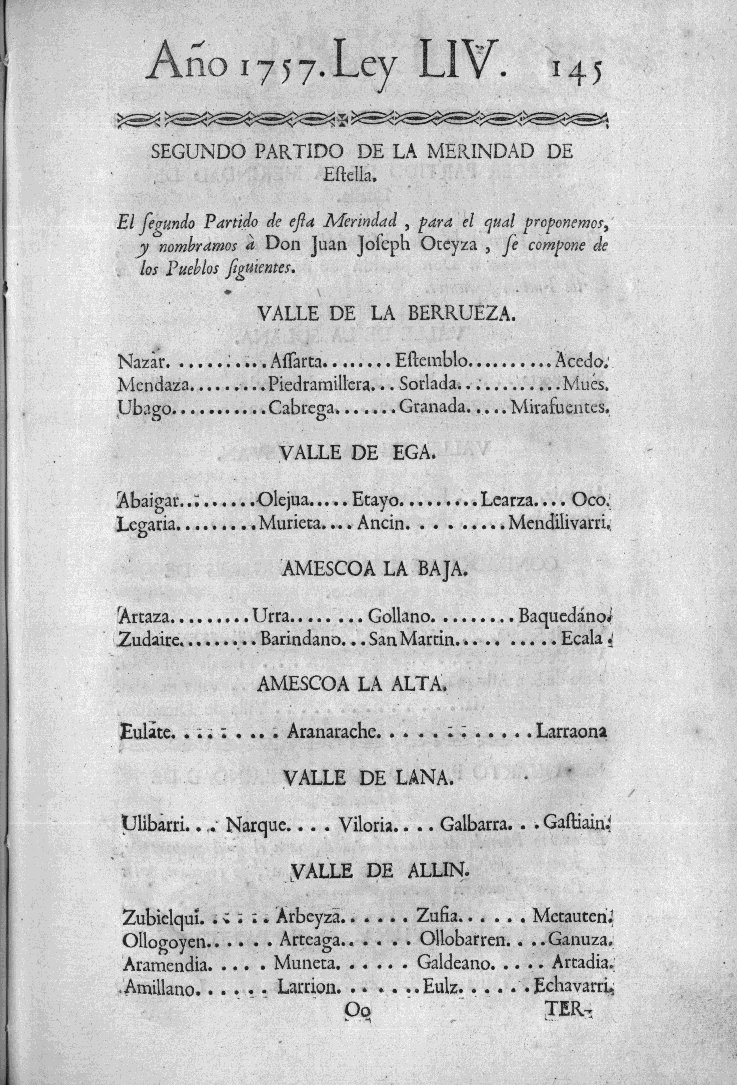 Año 1757. Ley LIV. 145
SEGUNDO PARTIDO DE LA MERINDAD DE
Eſtella.
El ſegundo Partido de eſta Merindad , para el qual proponemos,
y nombramos à Don Juan Joſeph Oteyza , ſe compone de
los Pueblos ſiguientes.
VALLE DE LA BERRUEZA.
Nazár. . . . . . . . . . . Aſſarta. . . . . . . . Eſtemblo. . . . . . . . . . Acedo.
Mendaza. . . . . . . . . Piedramillera. . . Sorlada. . . . . . . . . . . Mués.
Ubago. . . . . . . . . . . Cabrega. . . . . . . Granada. . . . . Mirafuentes.
VALLE DE EGA.
Abaigar. . . . . . . . . Olejua. . . . . Etayo. . . . . . . . . Learza. . . . Oco.
Legaria. . . . . . . . . Murieta. . . . Ancin. . . . . . . . . . Mendilivarri.
AMESCOA LA BAJA.
Artaza. . . . . . . . . Urra. . . . . . . . Gollano. . . . . . . . . Baquedáno.
Zudaire. . . . . . . . . Barindano. . . San Martin. . . . . . . . . . . Ecala .
AMESCOA LA ALTA.
Eulate. . . . . . . . . . Aranarache. . . . . . . . . . . . . Larraona
VALLE DE LANA.
Ulibarri. . . . Narque. . . . Viloria. . . . Galbarra. . . Gaſtiain.
VALLE DE ALLIN.
Zubielqui. . . . . . . Arbeyza. . . . . . Zufia. . . . . . Metauten.
Ollogoyen. . . . . . Arteaga. . . . . . Ollobarren. . . . Ganuza.
Aramendia. . . . . Muneta. . . . . . Galdeano. . . . . Artadia.
Amillano. . . . . . Larrion. . . . . . . Eulz. . . . . . . Echavarri.
Oo TER-